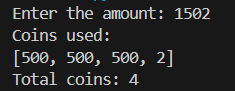 Enter the amount: 1502
Coins used:
[500, 500, 500, 2]
Total coins: 4